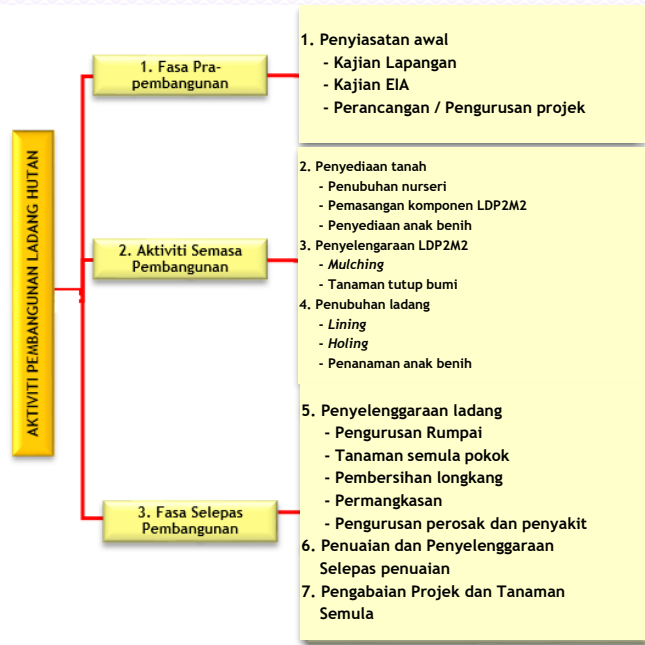 AKTIVITI PEMBANGUNAN LADANG HUTAN
1. Fasa Pra-
pembangunan
1. Penyiasatan awal
- Kajian Lapangan
- Kajian EIA
- Perancangan / Pengurusan projek
2. Aktiviti Semasa
Pembangunan
2. Penyediaan tanah
- Penubuhan nurseri
- Pemasangan komponen LDP2M2
- Penyediaan anak benih
3. Penyelengaraan LDP2M2
- Mulching
- Tanaman tutup bumi
4. Penubuhan ladang
- Lining
- Holing
- Penanaman anak benih
3. Fasa Selepas
Pembangunan
5. Penyelenggaraan ladang
- Pengurusan Rumpai
- Tanaman semula pokok
- Pembersihan longkang
- Permangkasan
- Pengurusan perosak dan penyakit
6. Penuaian dan Penyelenggaraan
Selepas penuaian
7. Pengabaian Projek dan Tanaman
Semula